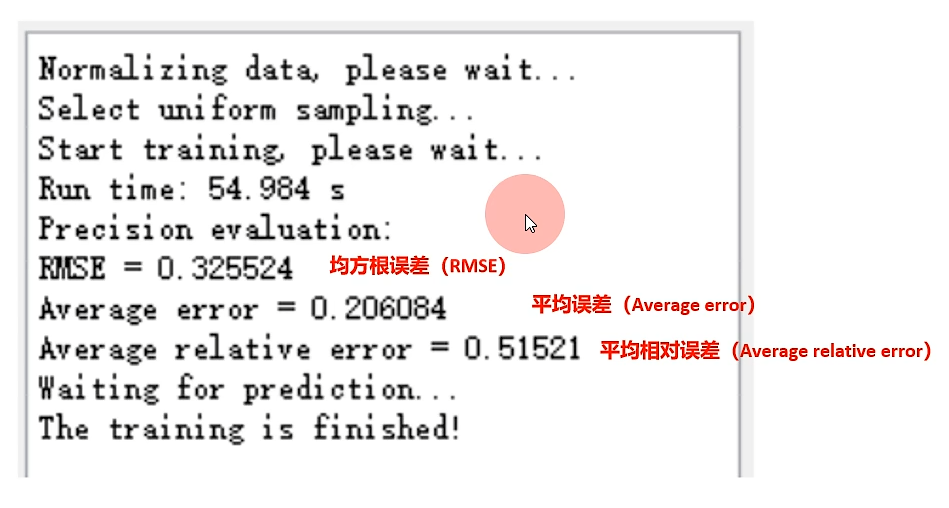 Normalizing data, please wait...
Select uniform sampling...
Start training, please wait...
Run time: 54.984 s
Precision evaluation:
RMSE = 0.325524 均方根误差（RMSE）
Average error = 0.206084 平均误差（Average error）
Average relative error = 0.51521 平均相对误差（Average relative error）
Waiting for prediction...
The training is finished!